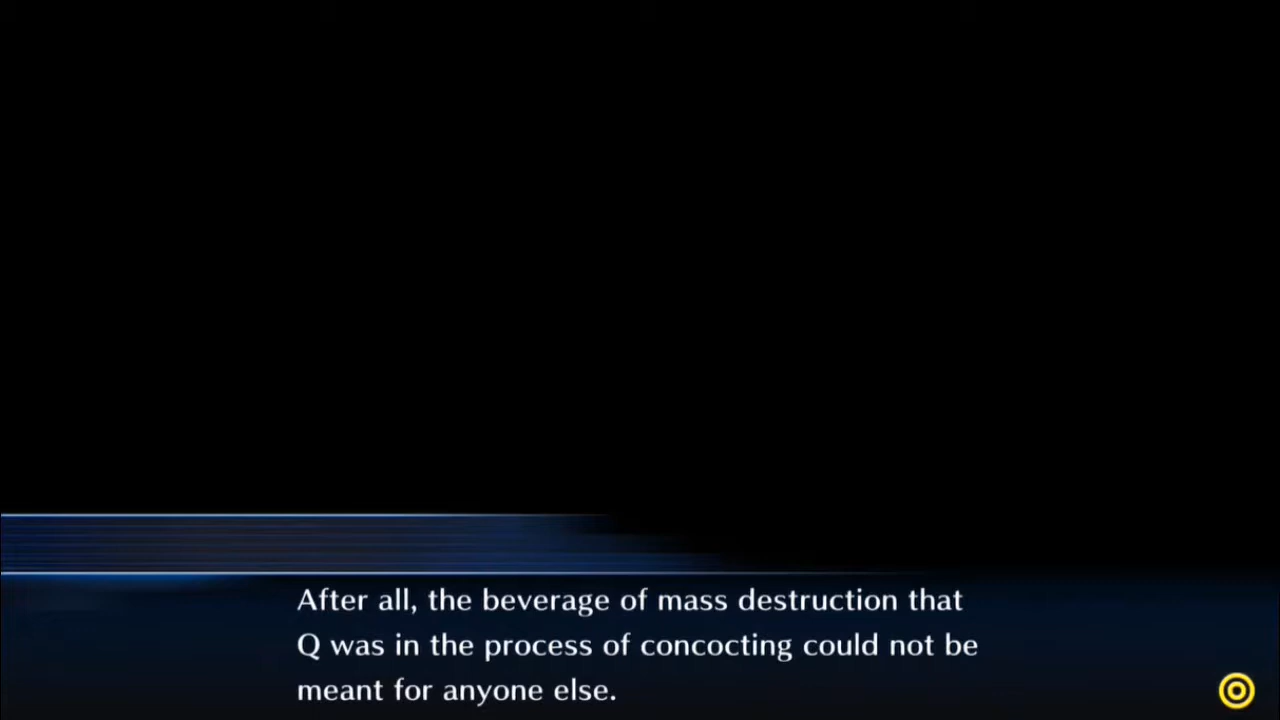 After all, the beverage of mass destruction that
Q was in the process of concocting could not be
meant for anyone else.